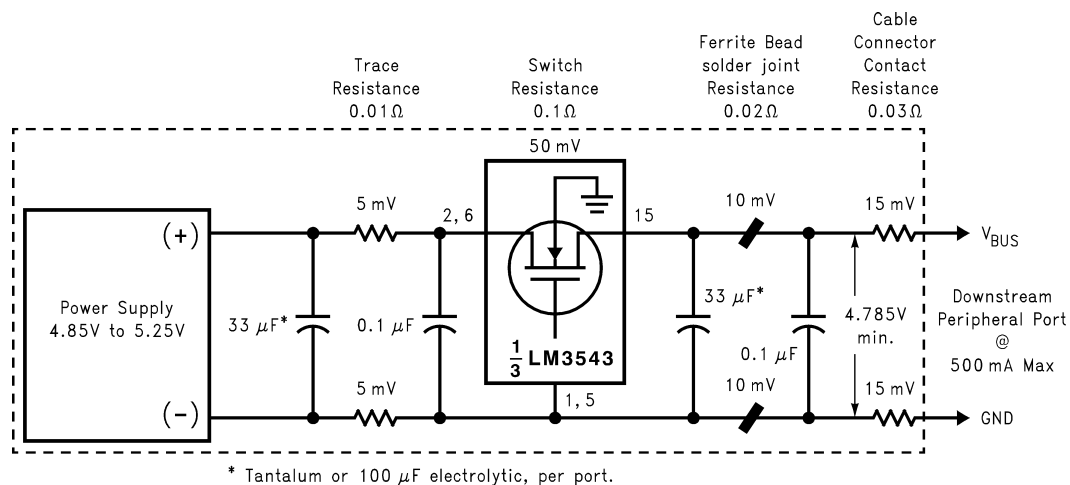 Trace
Resistance
0.01Ω
Switch
Resistance
0.1Ω
Ferrite Bead
solder joint
Resistance
0.02Ω
Cable
Connector
Contact
Resistance
0.03Ω
50 mV
5 mV
2, 6
15
10 mV
15 mV
(+)
V_BUS
Power Supply
4.85V to 5.25V
33 µF*
0.1 µF
1/3 LM3543
33 µF*
0.1 µF
4.785V
min.
Downstream
Peripheral Port
@
500 mA Max
(−)
5 mV
1, 5
10 mV
15 mV
GND
* Tantalum or 100 µF electrolytic, per port.